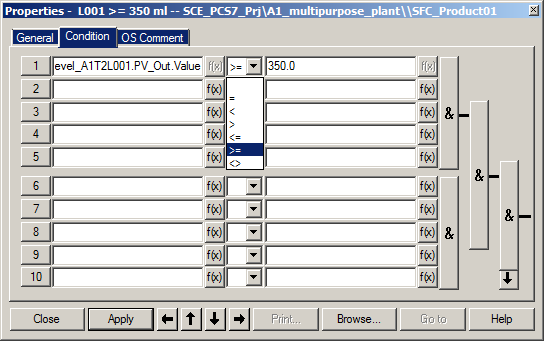 Properties - L001 >= 350 ml -- SCE_PCS7_Prj\A1_multipurpose_plant\\SFC_Product01
General Condition OS Comment
1 evel_A1T2L001.PV_Out.Value f(x) >= 350.0 f(x)
=
<
>
<=
>=
<>
2 f(x) f(x)
3 f(x) f(x)
4 f(x) f(x)
5 f(x) f(x)
&
&
&
6 f(x) f(x)
7 f(x) f(x)
8 f(x) f(x)
9 f(x) f(x)
10 f(x) f(x)
&
Close Apply Print... Browse... Go to Help